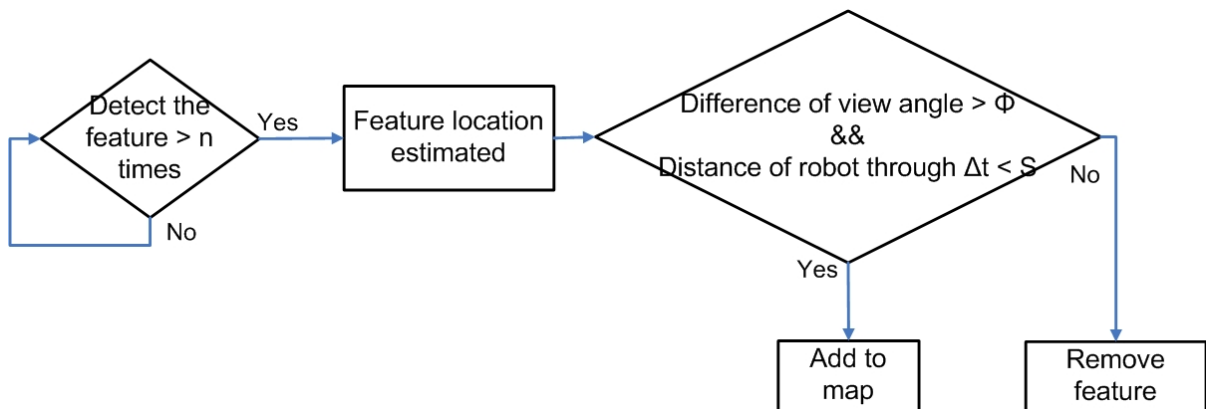 Detect the
feature > n
times
Yes
No
Feature location
estimated
Difference of view angle > Φ
&&
Distance of robot through Δt < S
Yes
No
Add to
map
Remove
feature